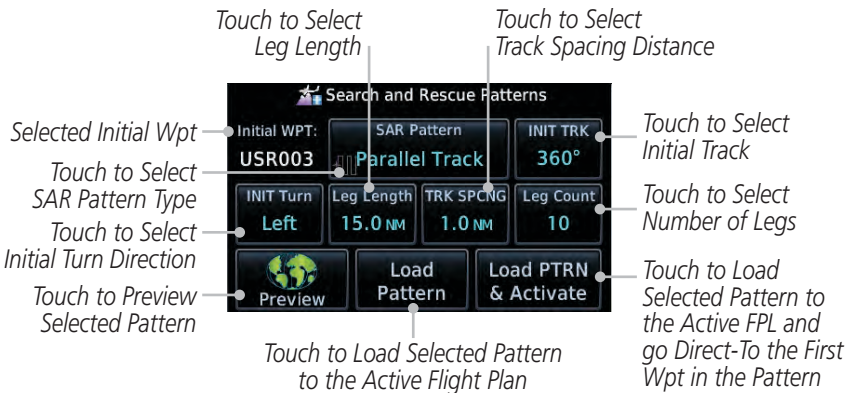 Touch to Select
Leg Length
Touch to Select
Track Spacing Distance
Search and Rescue Patterns
Selected Initial Wpt
Initial WPT:
USR003
SAR Pattern
Parallel Track
INIT TRK
360°
Touch to Select
Initial Track
Touch to Select
SAR Pattern Type
INIT Turn
Left
Leg Length
15.0 NM
TRK SPCNG
1.0 NM
Leg Count
10
Touch to Select
Number of Legs
Touch to Select
Initial Turn Direction
Preview
Load
Pattern
Load PTRN
& Activate
Touch to Preview
Selected Pattern
Touch to Load
Selected Pattern to
the Active FPL and
go Direct-To the First
Wpt in the Pattern
Touch to Load Selected Pattern
to the Active Flight Plan